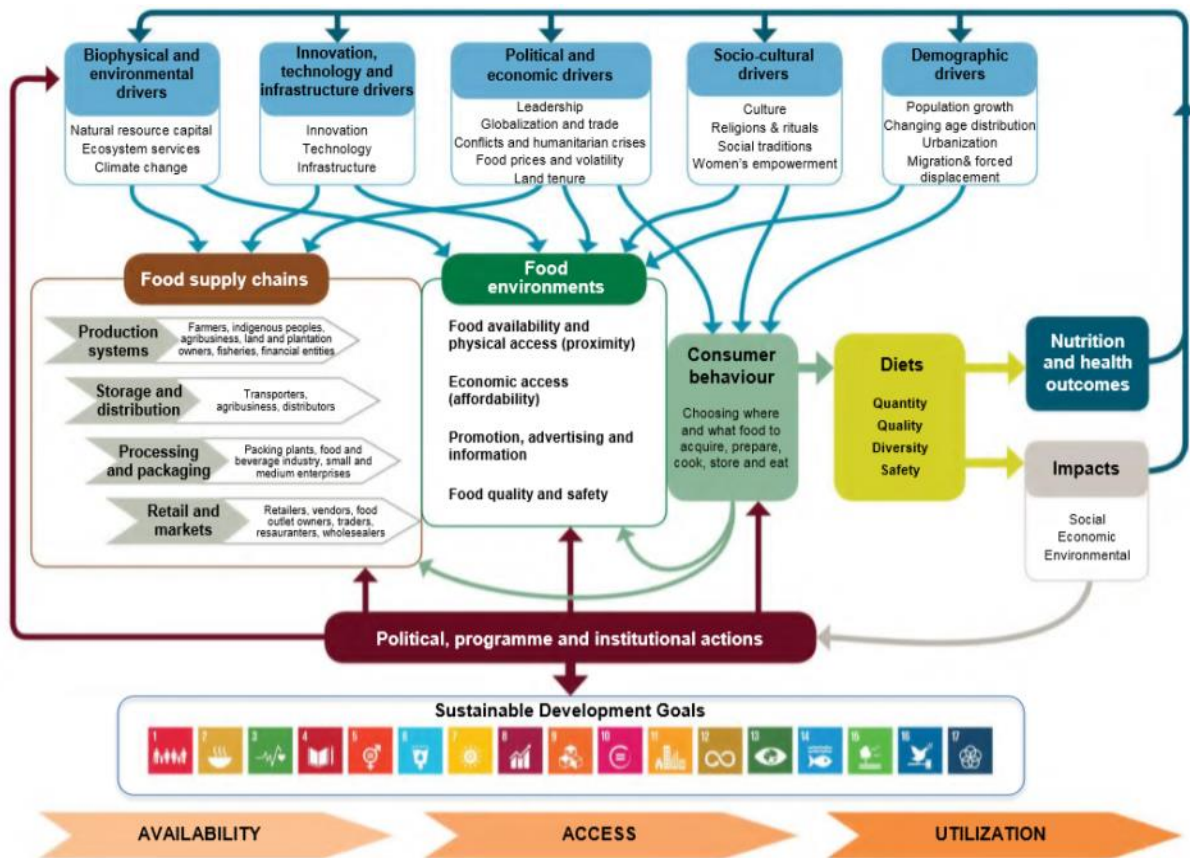 Biophysical and
environmental
drivers
Natural resource capital
Ecosystem services
Climate change
Innovation,
technology and
infrastructure drivers
Innovation
Technology
Infrastructure
Political and
economic drivers
Leadership
Globalization and trade
Conflicts and humanitarian crises
Food prices and volatility
Land tenure
Socio-cultural
drivers
Culture
Religions & rituals
Social traditions
Women's empowerment
Demographic
drivers
Population growth
Changing age distribution
Urbanization
Migration& forced
displacement
Food supply chains
Production
systems
Farmers, indigenous peoples,
agribusiness, land and plantation
owners, fisheries, financial entities
Storage and
distribution
Transporters,
agribusiness, distributors
Processing
and packaging
Packing plants, food and
beverage industry, small and
medium enterprises
Retail and
markets
Retailers, vendors, food
outlet owners, traders,
resauranters, wholesealers
Food
environments
Food availability and
physical access (proximity)
Economic access
(affordability)
Promotion, advertising and
information
Food quality and safety
Consumer
behaviour
Choosing where
and what food to
acquire, prepare,
cook, store and eat
Diets
Quantity
Quality
Diversity
Safety
Nutrition
and health
outcomes
Impacts
Social
Economic
Environmental
Political, programme and institutional actions
Sustainable Development Goals
1 2 3 4 5 6 7 8 9 10 11 12 13 14 15 16 17
AVAILABILITY
ACCESS
UTILIZATION